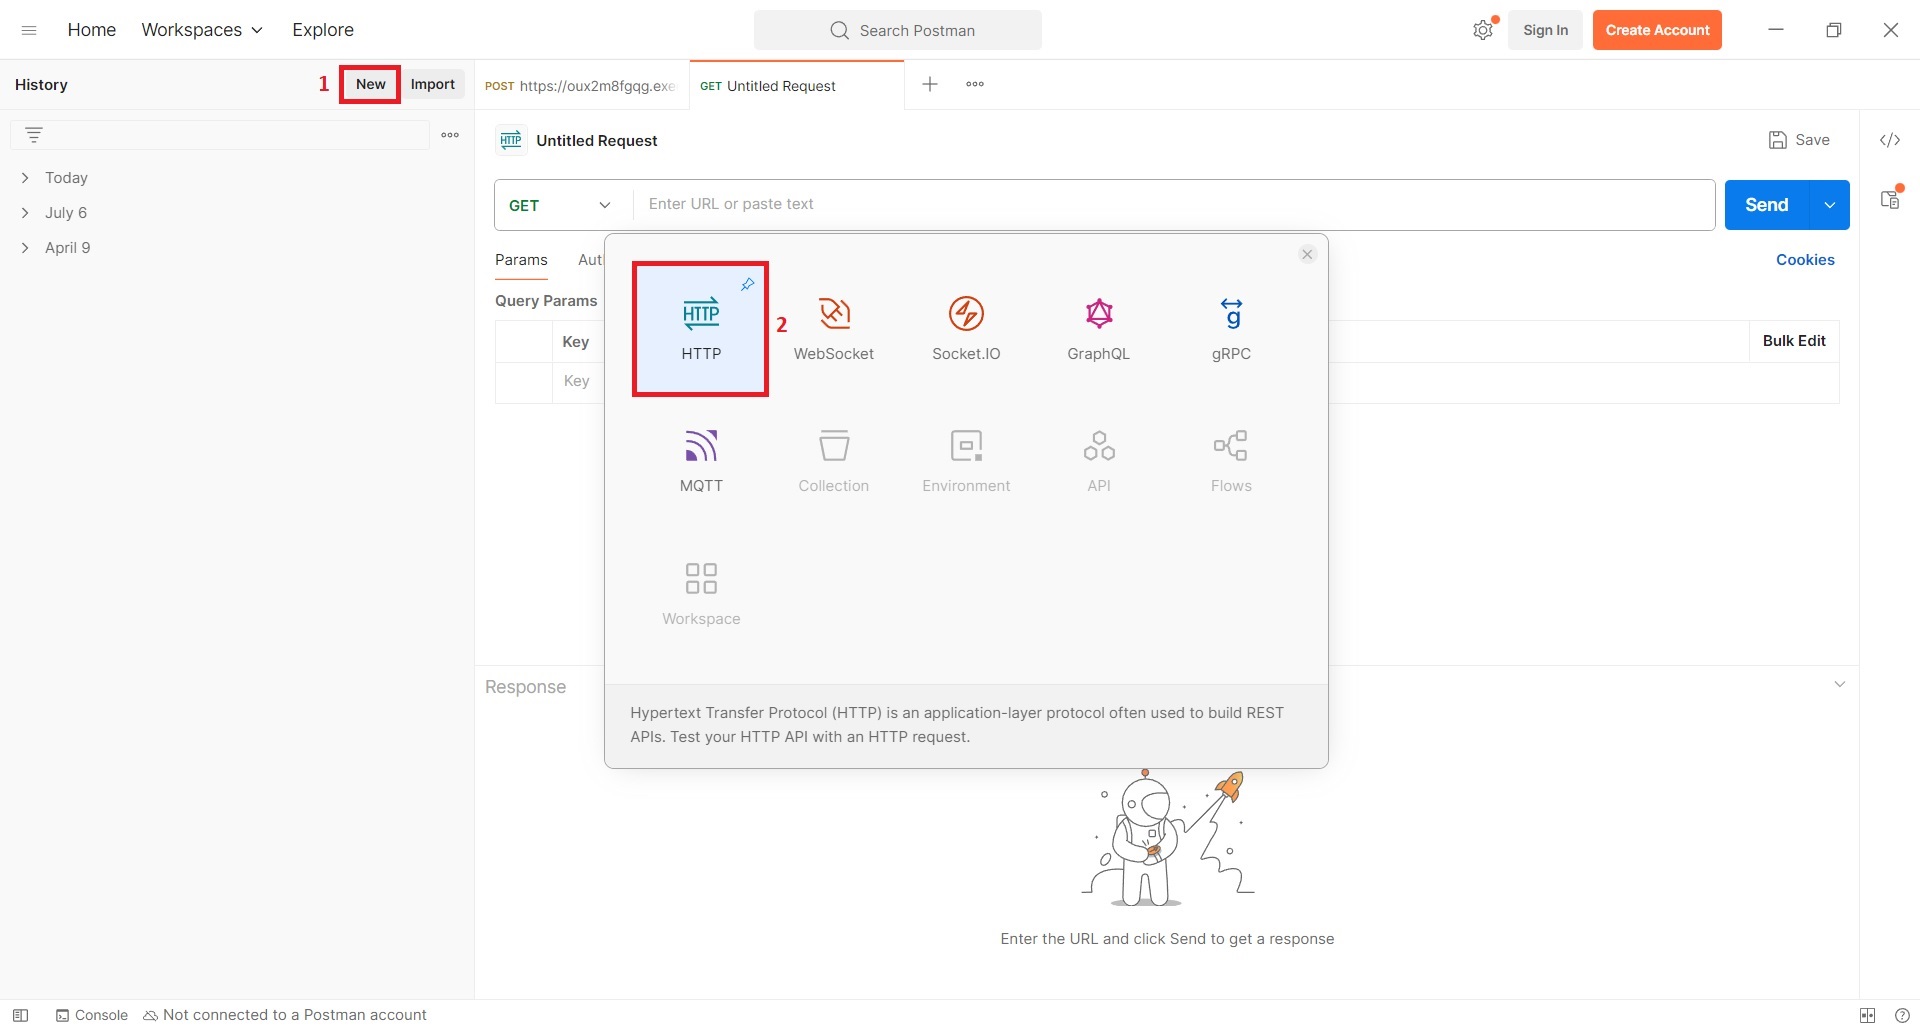 Home Workspaces Explore Search Postman Sign In Create Account
History 1 New Import POST https://oux2m8fgqg.exe GET Untitled Request
HTTP Untitled Request Save
Today
July 6
April 9
GET Enter URL or paste text Send
Params Aut Cookies
Query Params
Key Bulk Edit
Key
HTTP
HTTP
2
WebSocket
Socket.IO
GraphQL
g
gRPC
MQTT
Collection
Environment
API
Flows
Workspace
Hypertext Transfer Protocol (HTTP) is an application-layer protocol often used to build REST
APIs. Test your HTTP API with an HTTP request.
Response
Enter the URL and click Send to get a response
Console Not connected to a Postman account